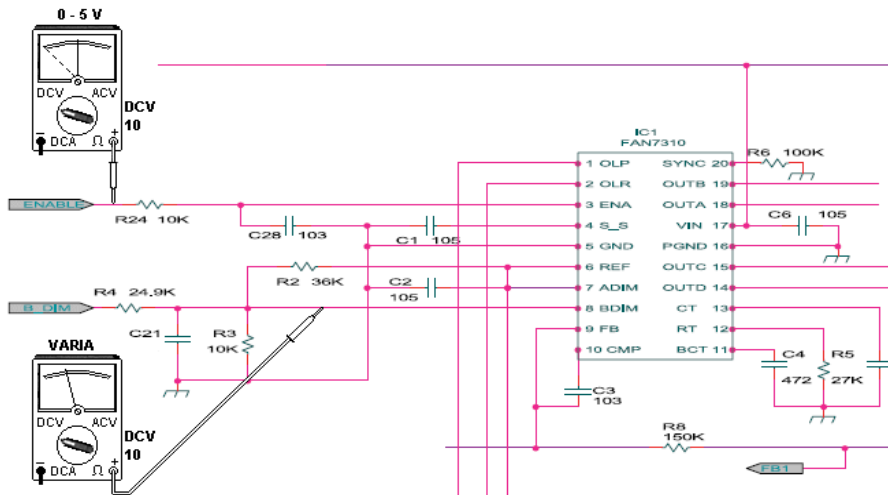 0 - 5 V
DCV ACV
DCA Ω
DCV
10
ENABLE
R24 10K
C28 103
C1 105
R2 36K
C2
105
R4 24.9K
B_DIM
C21
R3
10K
VARIA
DCV ACV
DCA Ω
DCV
10
IC1
FAN7310
1 OLP SYNC 20
2 OLR OUTB 19
3 ENA OUTA 18
4 S_S VIN 17
5 GND PGND 16
6 REF OUTC 15
7 ADIM OUTD 14
8 BDIM CT 13
9 FB RT 12
10 CMP BCT 11
R6 100K
C6 105
C4
472
R5
27K
C3
103
R8
150K
FB1